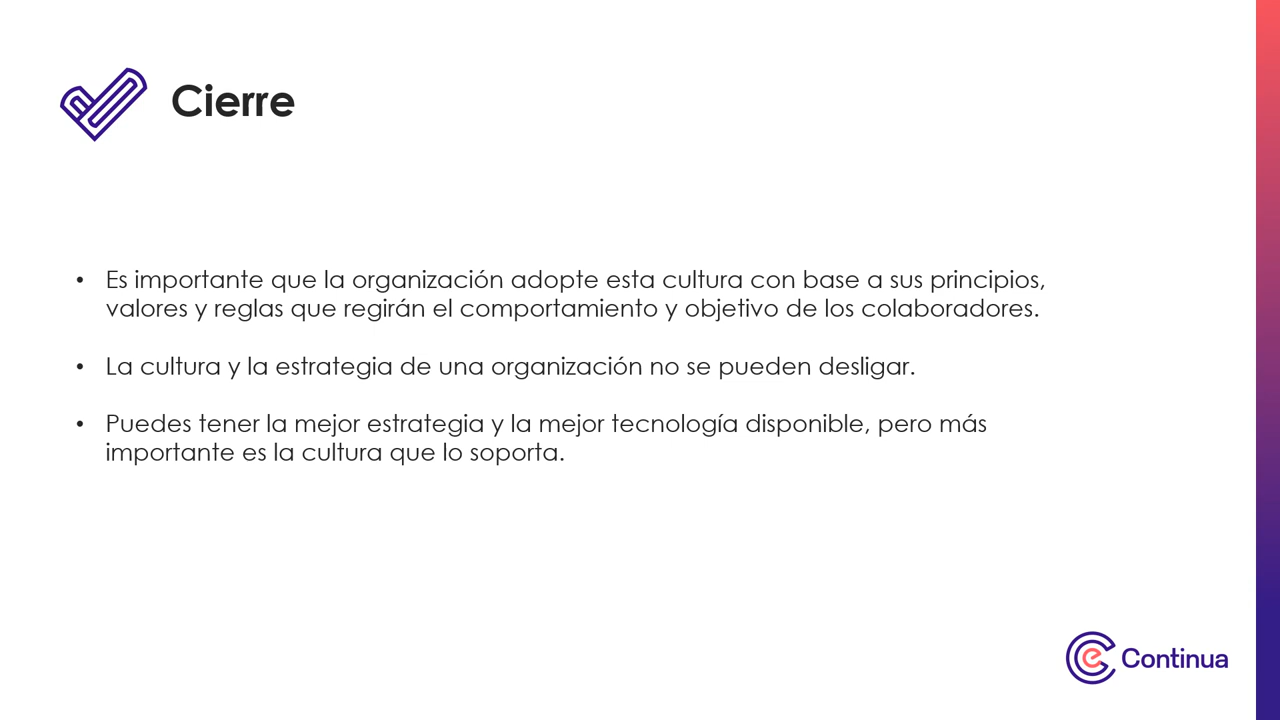 Cierre
• Es importante que la organización adopte esta cultura con base a sus principios,
valores y reglas que regirán el comportamiento y objetivo de los colaboradores.
• La cultura y la estrategia de una organización no se pueden desligar.
• Puedes tener la mejor estrategia y la mejor tecnología disponible, pero más
importante es la cultura que lo soporta.
Continua